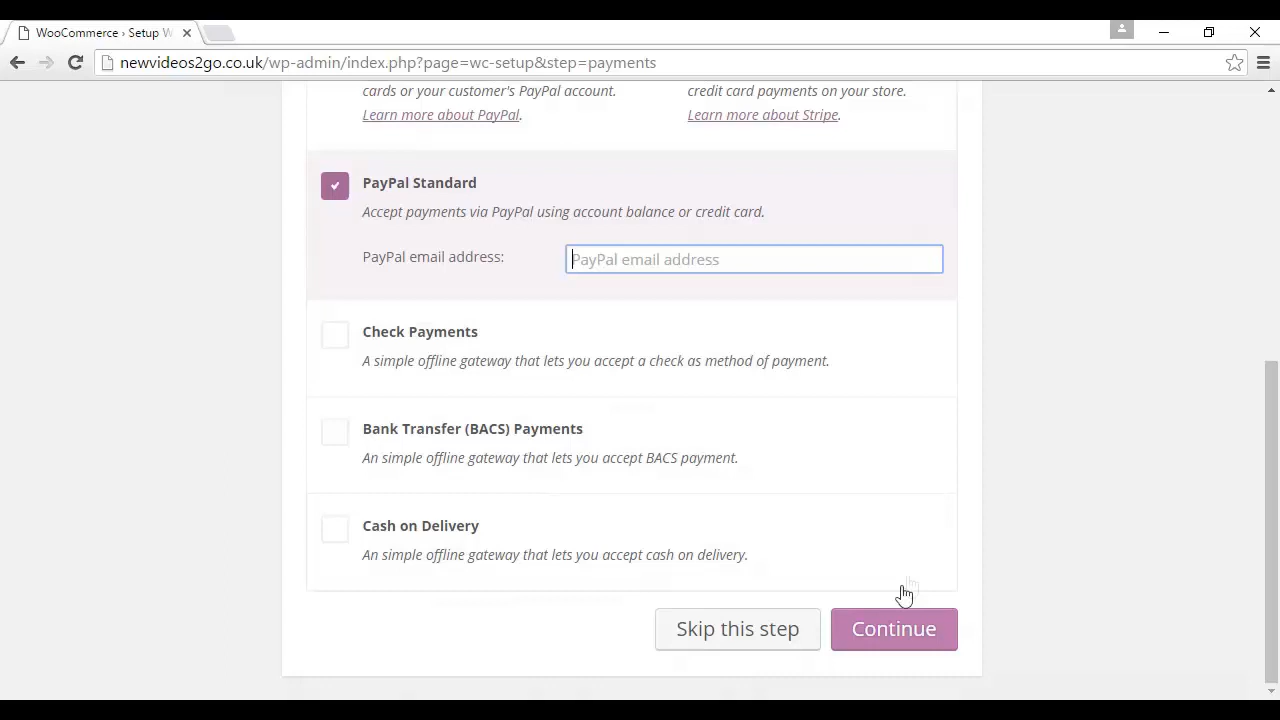 WooCommerce › Setup W
newvideos2go.co.uk/wp-admin/index.php?page=wc-setup&step=payments
cards or your customer's PayPal account.
credit card payments on your store.
Learn more about PayPal.
Learn more about Stripe.
PayPal Standard
Accept payments via PayPal using account balance or credit card.
PayPal email address:
PayPal email address
Check Payments
A simple offline gateway that lets you accept a check as method of payment.
Bank Transfer (BACS) Payments
An simple offline gateway that lets you accept BACS payment.
Cash on Delivery
An simple offline gateway that lets you accept cash on delivery.
Skip this step
Continue